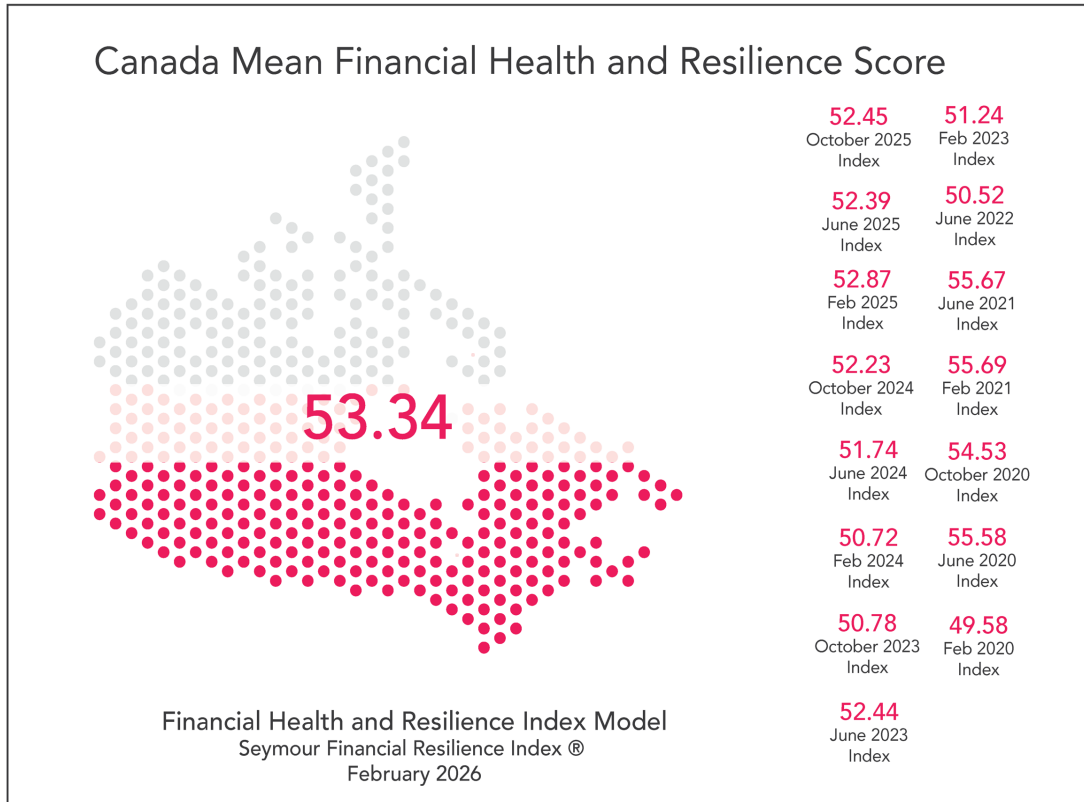 Canada Mean Financial Health and Resilience Score
53.34
52.45
October 2025
Index
52.39
June 2025
Index
52.87
Feb 2025
Index
52.23
October 2024
Index
51.74
June 2024
Index
50.72
Feb 2024
Index
50.78
October 2023
Index
52.44
June 2023
Index
51.24
Feb 2023
Index
50.52
June 2022
Index
55.67
June 2021
Index
55.69
Feb 2021
Index
54.53
October 2020
Index
55.58
June 2020
Index
49.58
Feb 2020
Index
Financial Health and Resilience Index Model
Seymour Financial Resilience Index ®
February 2026